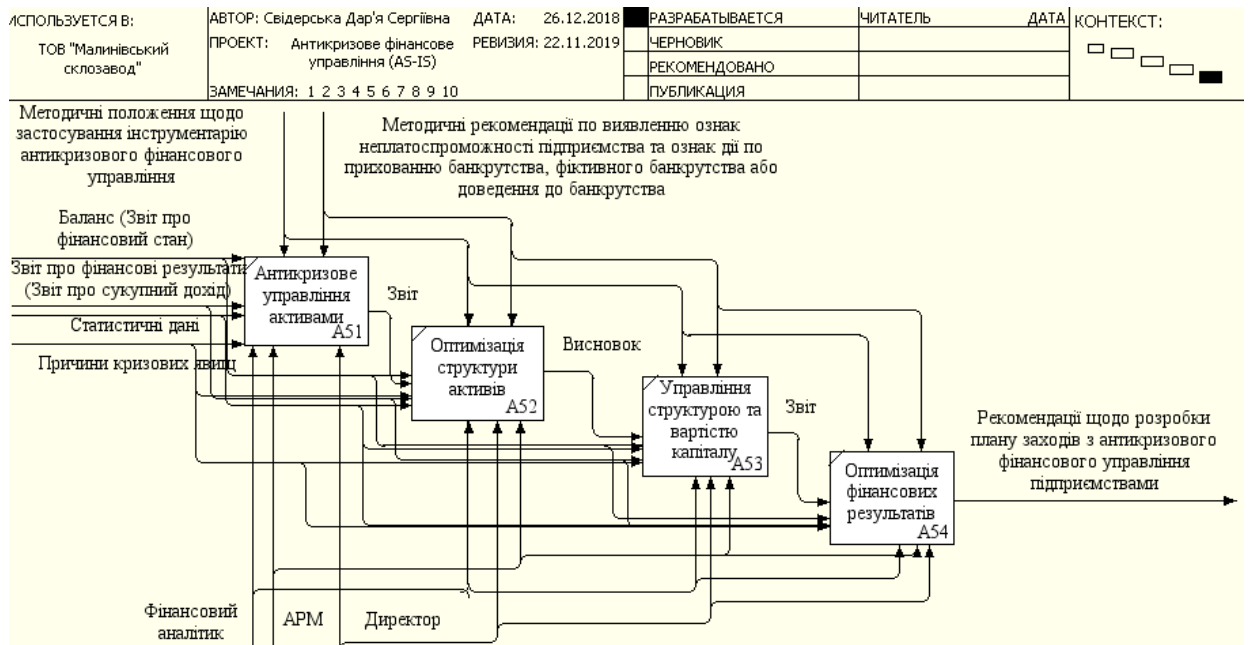 ИСПОЛЬЗУЕТСЯ В:
ТОВ "Малинівський
склозавод"
АВТОР: Свідерська Дар'я Сергіївна ДАТА: 26.12.2018
ПРОЕКТ: Антикризове фінансове РЕВИЗИЯ: 22.11.2019
управління (AS-IS)
ЗАМЕЧАНИЯ: 1 2 3 4 5 6 7 8 9 10
РАЗРАБАТЫВАЕТСЯ
ЧЕРНОВИК
РЕКОМЕНДОВАНО
ПУБЛИКАЦИЯ
ЧИТАТЕЛЬ ДАТА
КОНТЕКСТ:
Методичні положення щодо
застосування інструментарію
антикризового фінансового
управління
Методичні рекомендації по виявленню ознак
неплатоспроможності підприємства та ознак дії по
прихованню банкрутства, фіктивного банкрутства або
доведення до банкрутства
Баланс (Звіт про
фінансовий стан)
Звіт про фінансові результати
(Звіт про сукупний дохід)
Статистичні дані
Причини кризових явищ
Антикризове
управління
активами
A51
Звіт
Оптимізація
структури
активів
A52
Висновок
Управління
структурою та
вартістю
капіталу
A53
Звіт
Оптимізація
фінансових
результатів
A54
Рекомендації щодо розробки
плану заходів з антикризового
фінансового управління
підприємствами
Фінансовий
аналітик
АРМ
Директор